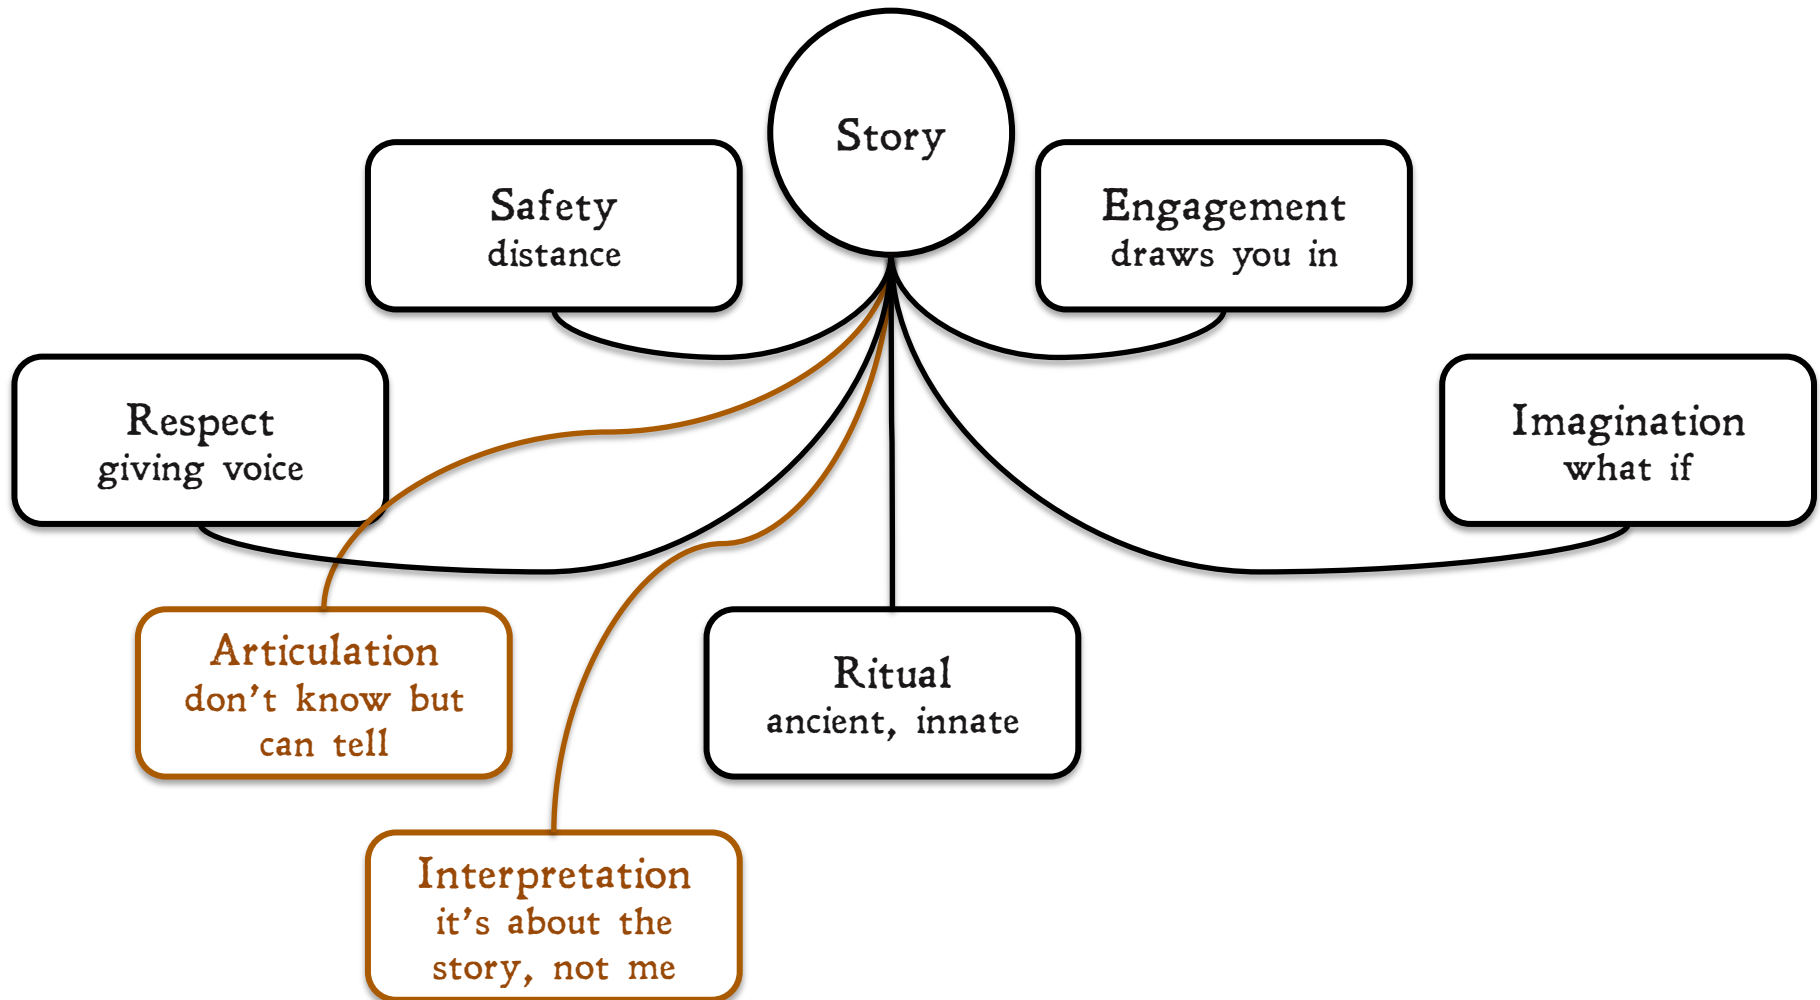 Story
Safety
distance
Engagement
draws you in
Respect
giving voice
Imagination
what if
Articulation
don't know but
can tell
Ritual
ancient, innate
Interpretation
it's about the
story, not me